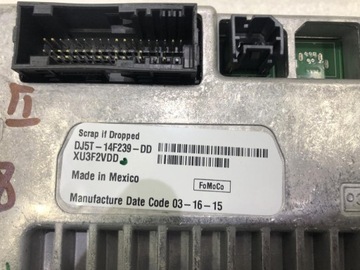 Scrap if Dropped
DJ5T-14F239-DD
XU3F2VDD
Made in Mexico
FoMoCo
Manufacture Date Code 03-16-15